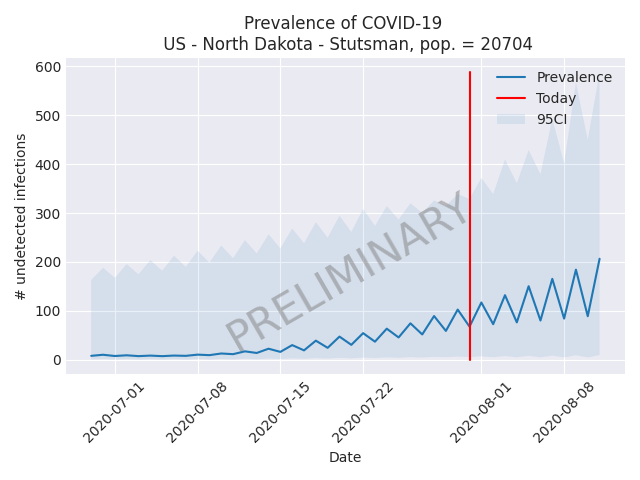 Prevalence of COVID-19
US - North Dakota - Stutsman, pop. = 20704
600
500
400
300
200
100
0
# undetected infections
Prevalence
Today
95CI
PRELIMINARY
2020-07-01
2020-07-08
2020-07-15
2020-07-22
2020-08-01
2020-08-08
Date